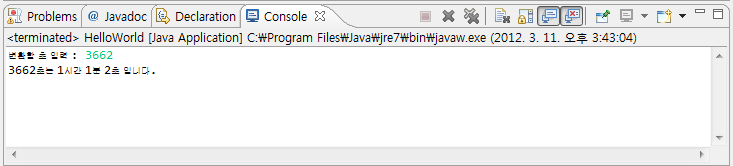 Problems @ Javadoc Declaration Console
<terminated> HelloWorld [Java Application] C:₩Program Files₩Java₩jre7₩bin₩javaw.exe (2012. 3. 11. 오후 3:43:04)
변환할 초 입력 : 3662
3662초는 1시간 1분 2초 입니다.